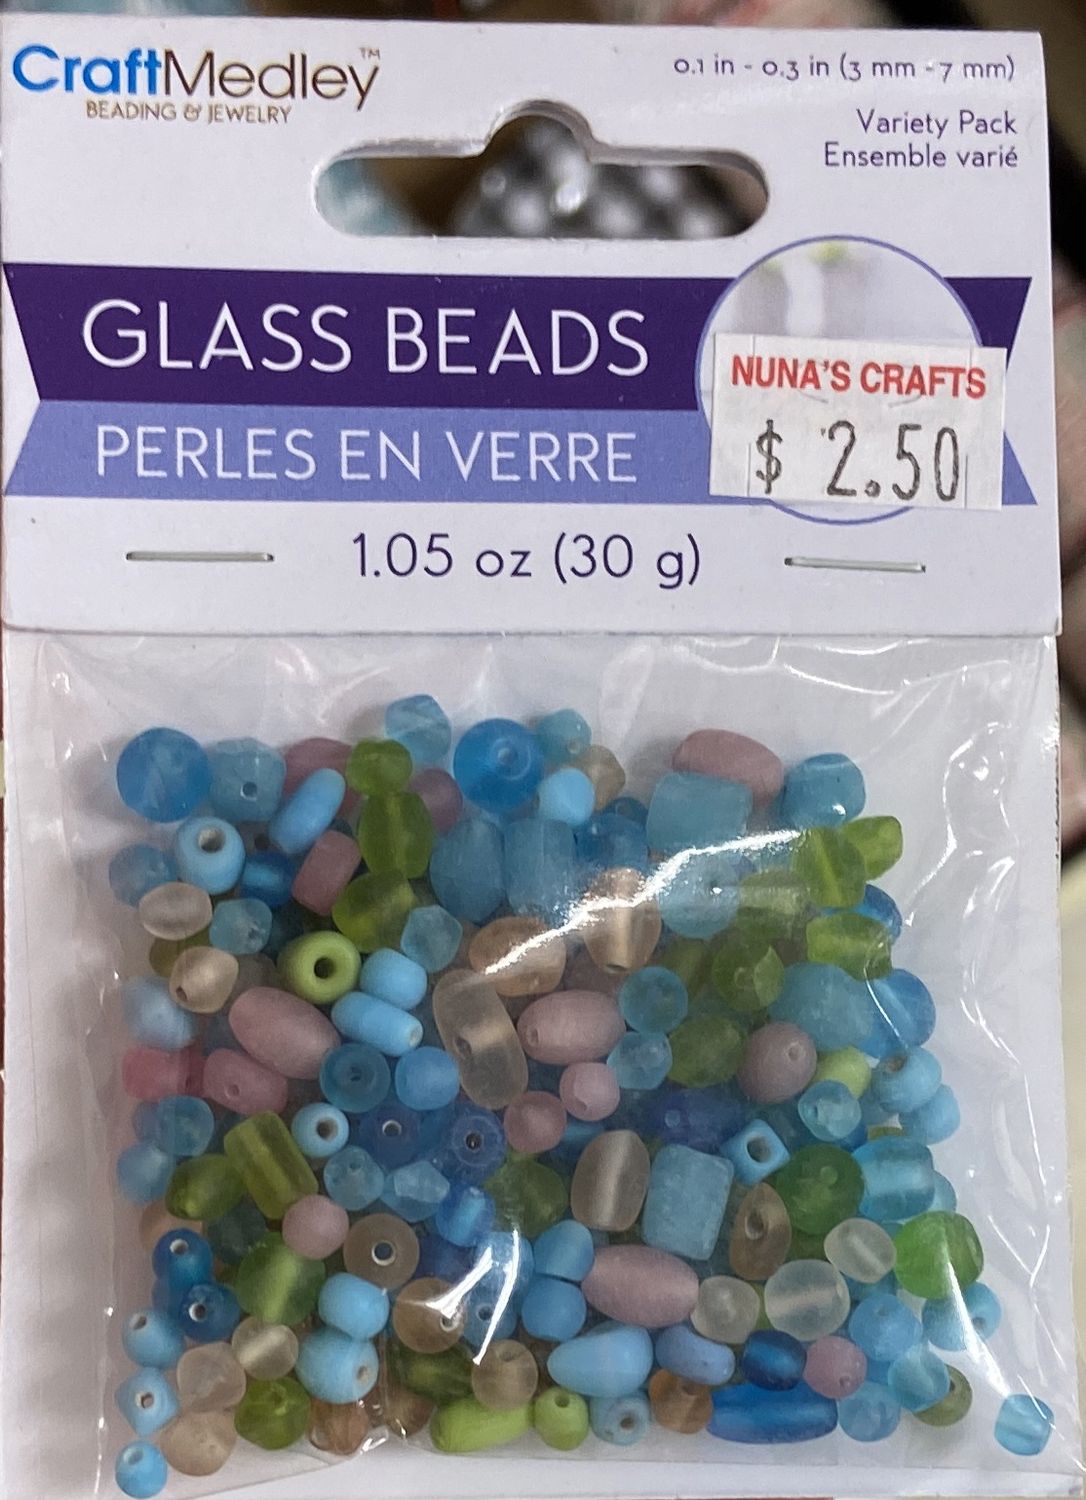 CraftMedley™
BEADING & JEWELRY
0.1 in - 0.3 in (3 mm - 7 mm)
Variety Pack
Ensemble varié
GLASS BEADS
PERLES EN VERRE
NUNA'S CRAFTS
$ 2.50
1.05 oz (30 g)